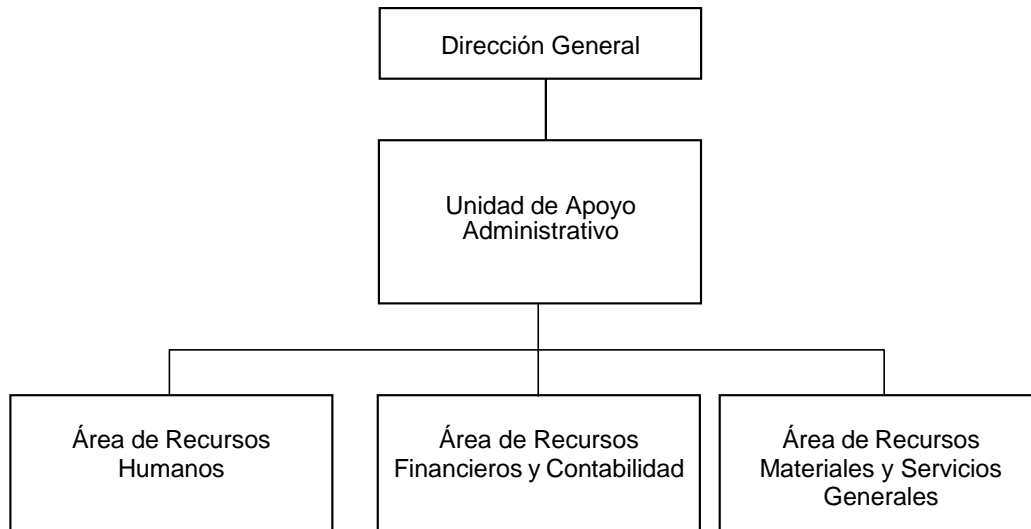 Dirección General
Unidad de Apoyo
Administrativo
Área de Recursos
Humanos
Área de Recursos
Financieros y Contabilidad
Área de Recursos
Materiales y Servicios
Generales